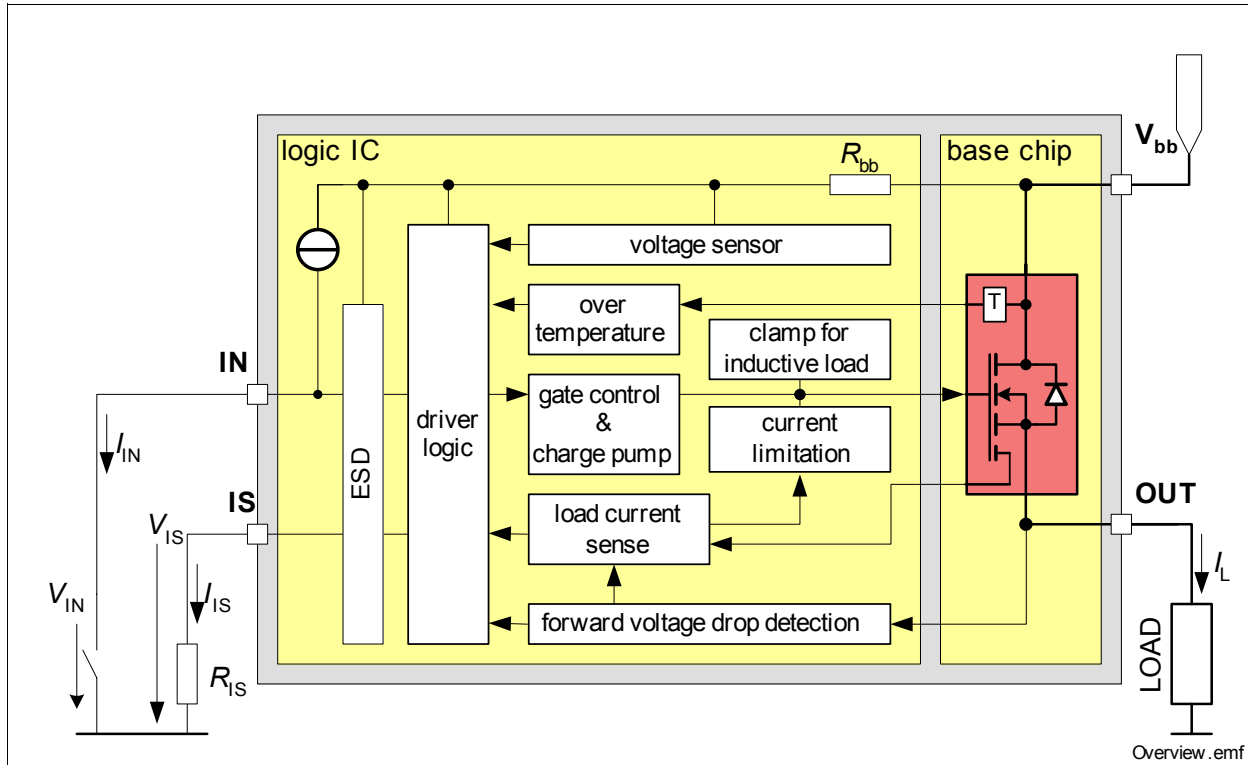 logic IC
base chip
V_bb
R_bb
voltage sensor
T
over
temperature
clamp for
inductive load
IN
driver
logic
gate control
&
charge pump
current
limitation
I_IN
ESD
IS
OUT
V_IS
load current
sense
I_L
V_IN
I_IS
forward voltage drop detection
LOAD
R_IS
Overview.emf